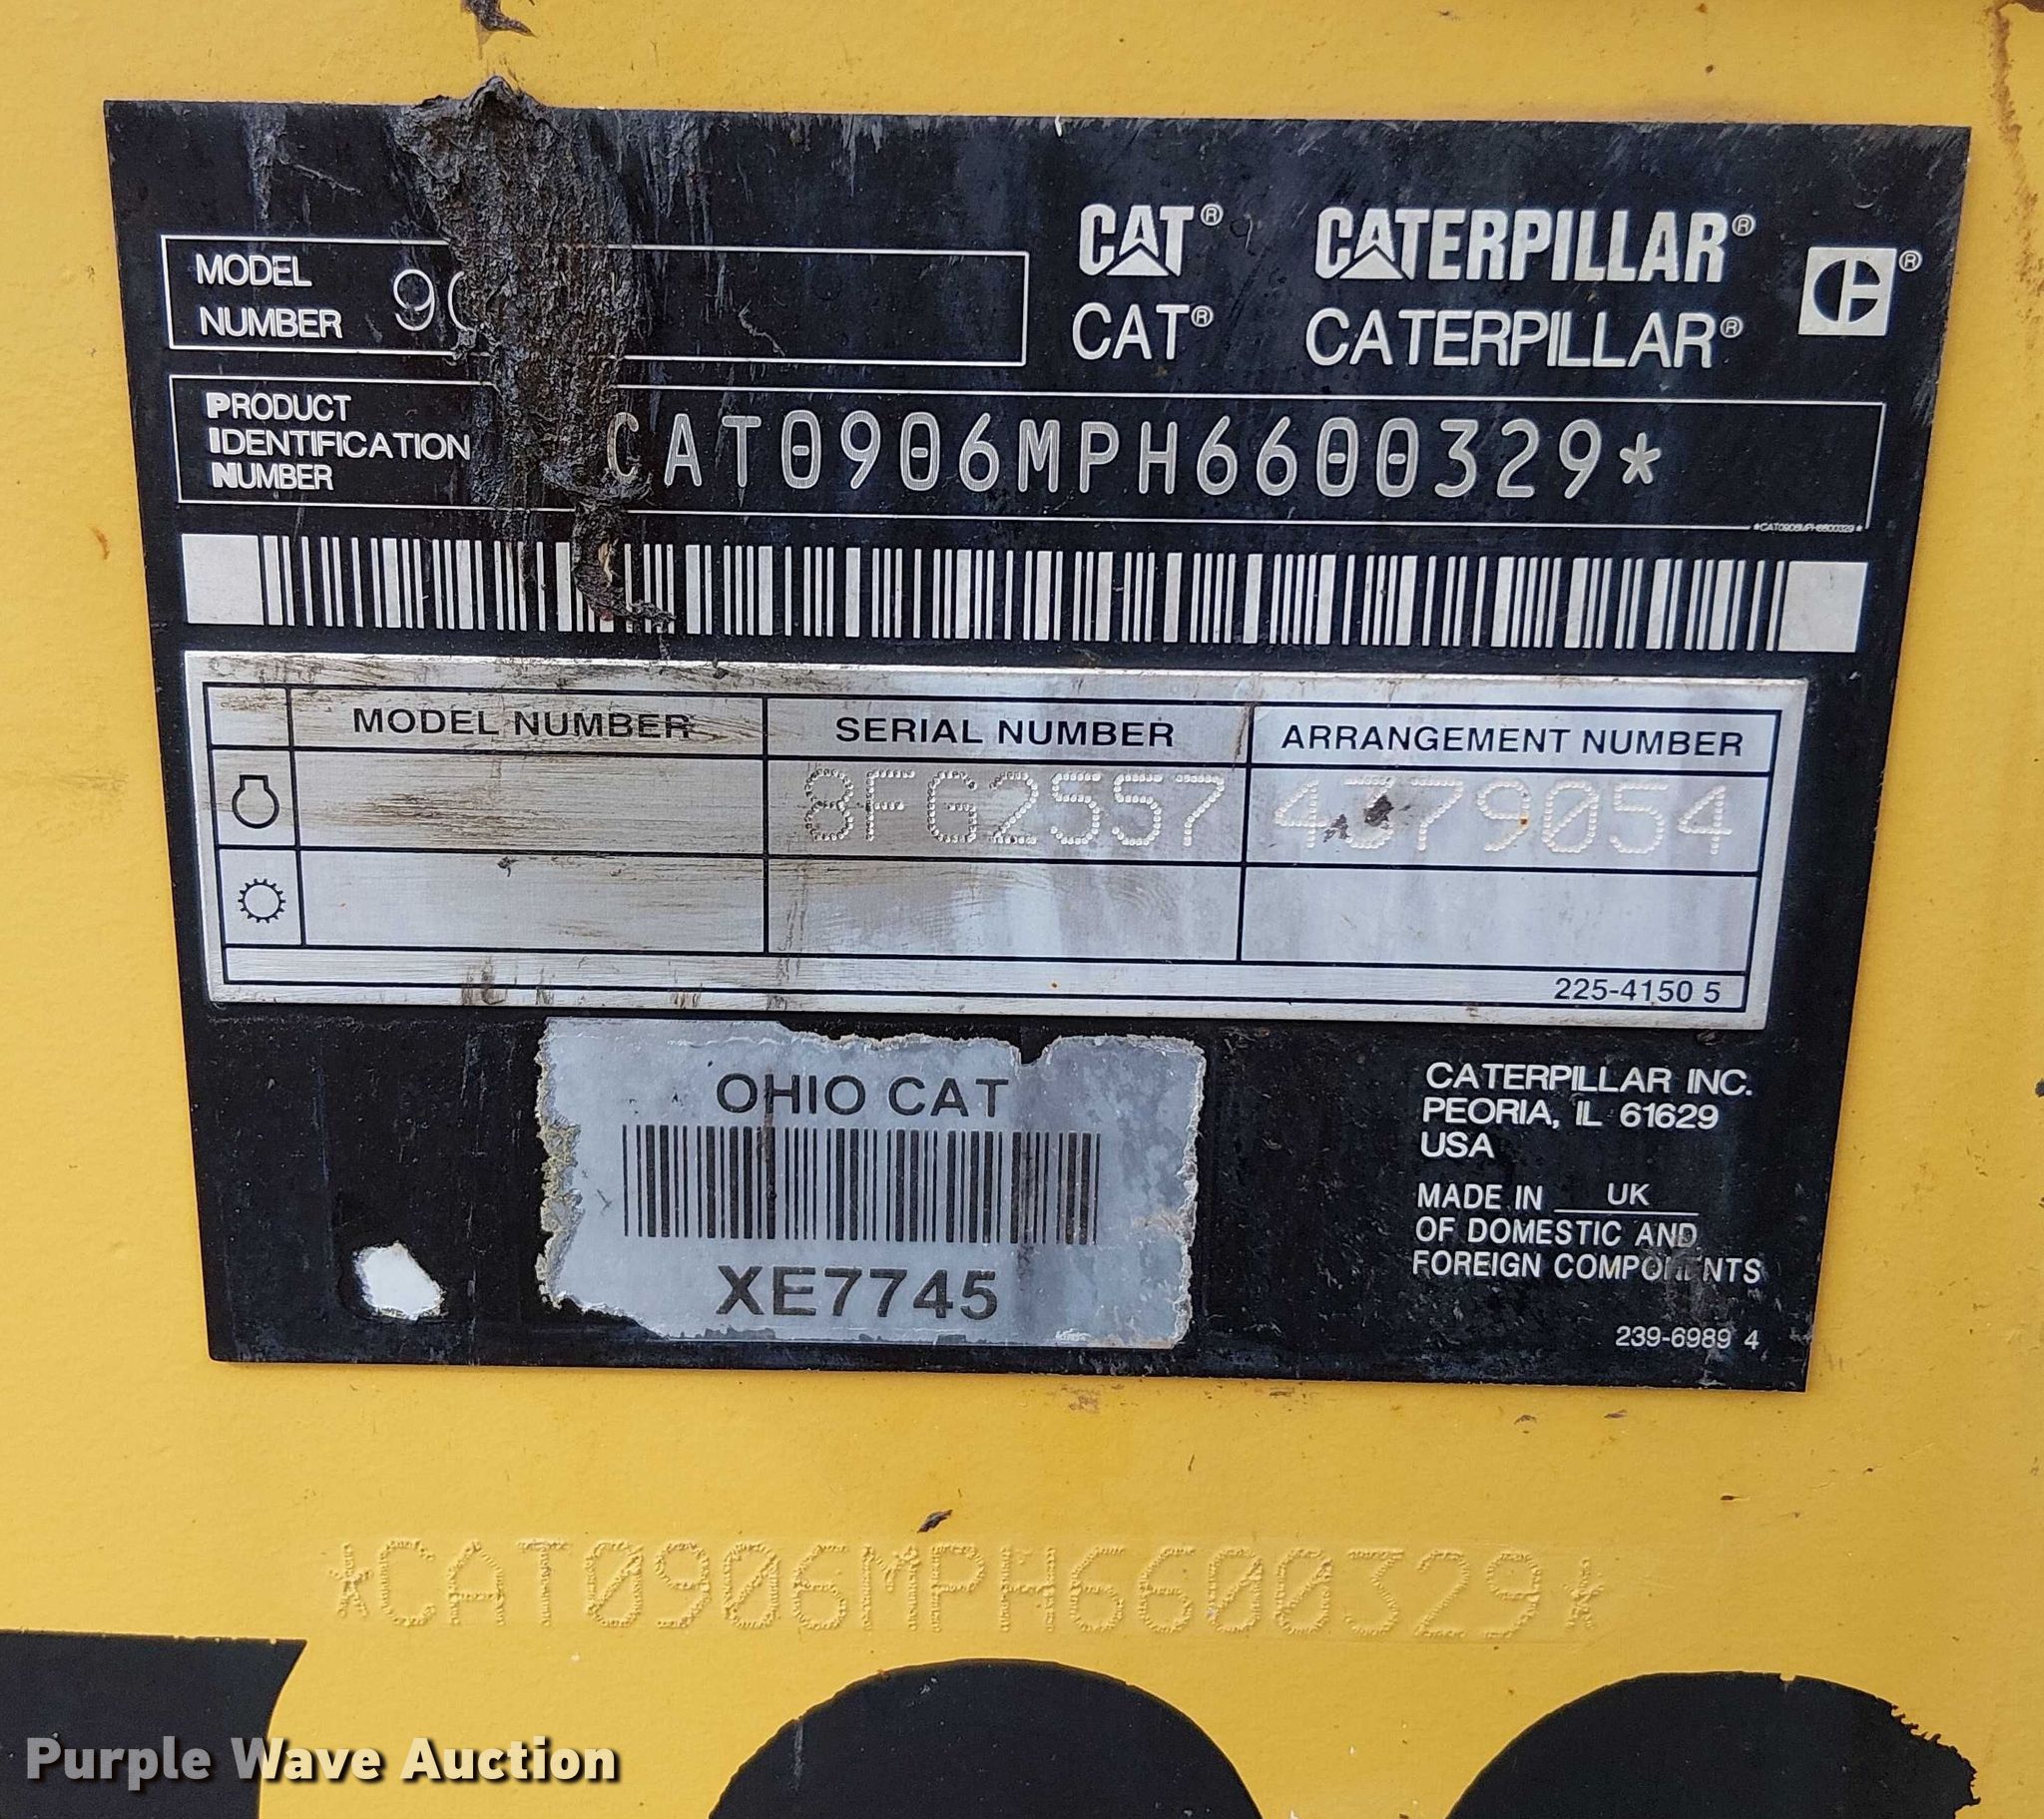 MODEL NUMBER
CAT® CATERPILLAR®
CAT® CATERPILLAR®
PRODUCT IDENTIFICATION NUMBER
CAT0906MPH6600329*
*CAT0906MPH6600329*
MODEL NUMBER SERIAL NUMBER ARRANGEMENT NUMBER
8FG2557 4379054
225-4150 5
OHIO CAT
XE7745
CATERPILLAR INC.
PEORIA, IL 61629
USA
MADE IN UK
OF DOMESTIC AND
FOREIGN COMPONENTS
239-6989 4
*CAT0906MPH6600329*
Purple Wave Auction